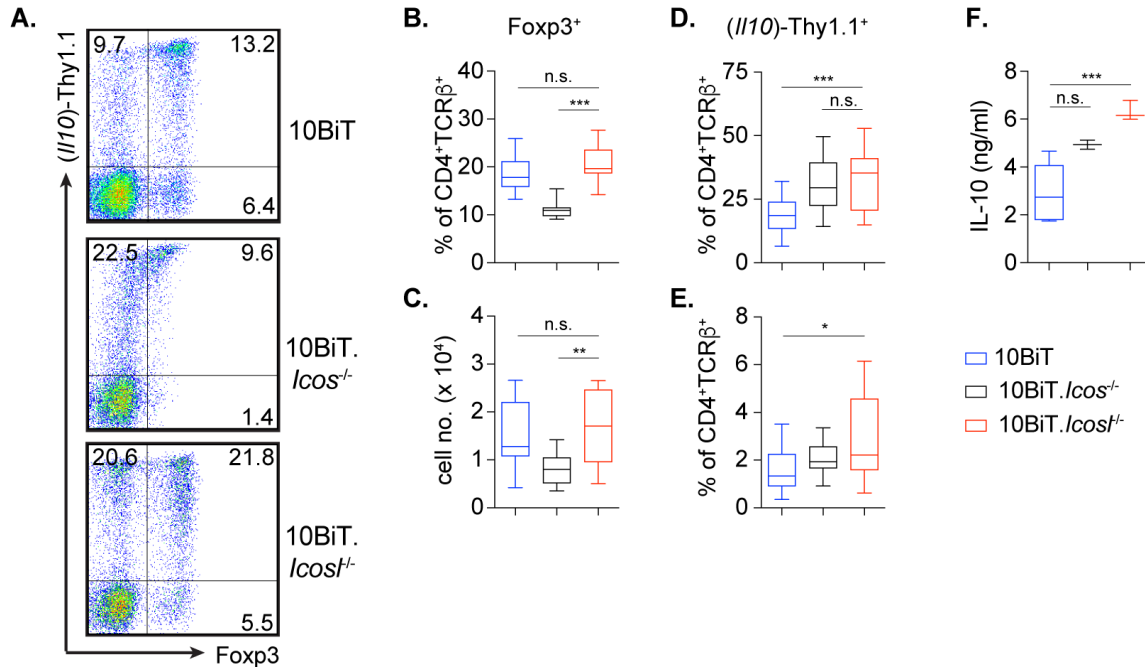 A.
(Il10)-Thy1.1
9.7
13.2
6.4
10BiT
22.5
9.6
1.4
10BiT.
Icos-/-
20.6
21.8
5.5
10BiT.
Icosl-/-
Foxp3
B.
Foxp3+
% of CD4+TCRβ+
40
30
20
10
0
n.s.
***
C.
cell no. (x 10⁴)
4
3
2
1
0
n.s.
**
D.
(Il10)-Thy1.1+
% of CD4+TCRβ+
75
50
25
0
***
n.s.
E.
% of CD4+TCRβ+
8
6
4
2
0
*
F.
IL-10 (ng/ml)
8
6
4
2
0
***
n.s.
10BiT
10BiT.Icos-/-
10BiT.Icosl-/-